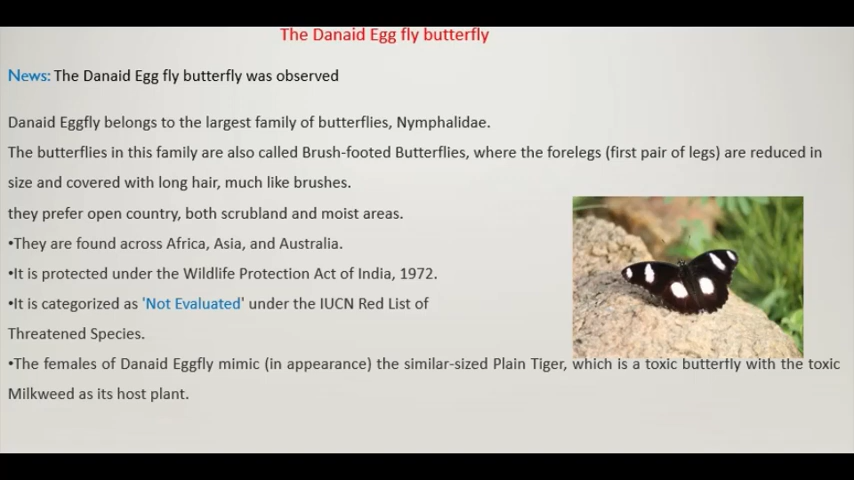 The Danaid Egg fly butterfly
News: The Danaid Egg fly butterfly was observed
Danaid Eggfly belongs to the largest family of butterflies, Nymphalidae.
The butterflies in this family are also called Brush-footed Butterflies, where the forelegs (first pair of legs) are reduced in
size and covered with long hair, much like brushes.
they prefer open country, both scrubland and moist areas.
•They are found across Africa, Asia, and Australia.
•It is protected under the Wildlife Protection Act of India, 1972.
•It is categorized as 'Not Evaluated' under the IUCN Red List of
Threatened Species.
•The females of Danaid Eggfly mimic (in appearance) the similar-sized Plain Tiger, which is a toxic butterfly with the toxic
Milkweed as its host plant.